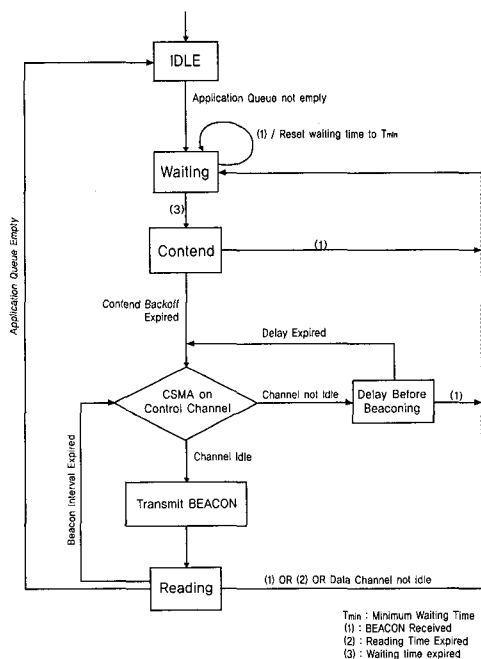 IDLE
Application Queue not empty
(1) / Reset waiting time to Tmin
Waiting
(3)
Contend
(1)
Contend Backoff
Expired
Delay Expired
CSMA on
Control Channel
Channel not Idle
Delay Before
Beaconing
(1)
Channel Idle
Transmit BEACON
Reading
(1) OR (2) OR Data Channel not idle
Application Queue Empty
Beacon Interval Expired
Tmin : Minimum Waiting Time
(1) : BEACON Received
(2) : Reading Time Expired
(3) : Waiting time expired